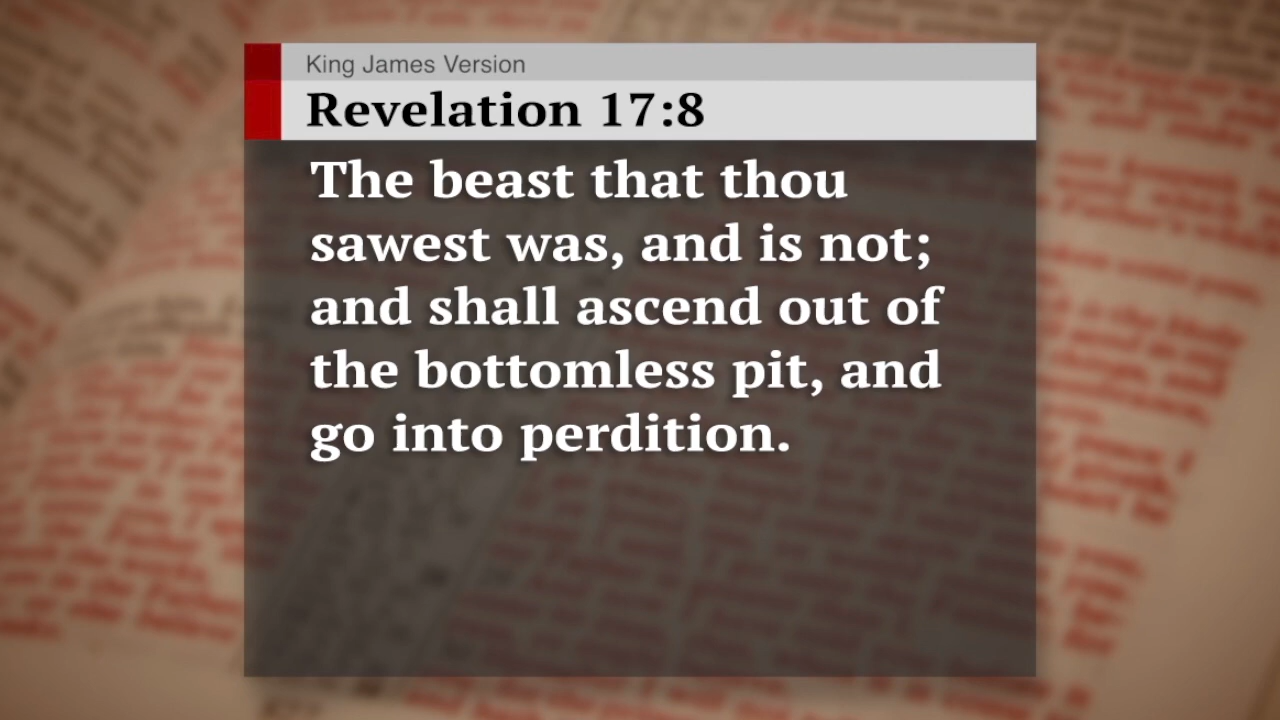 King James Version
Revelation 17:8
The beast that thou
sawest was, and is not;
and shall ascend out of
the bottomless pit, and
go into perdition.